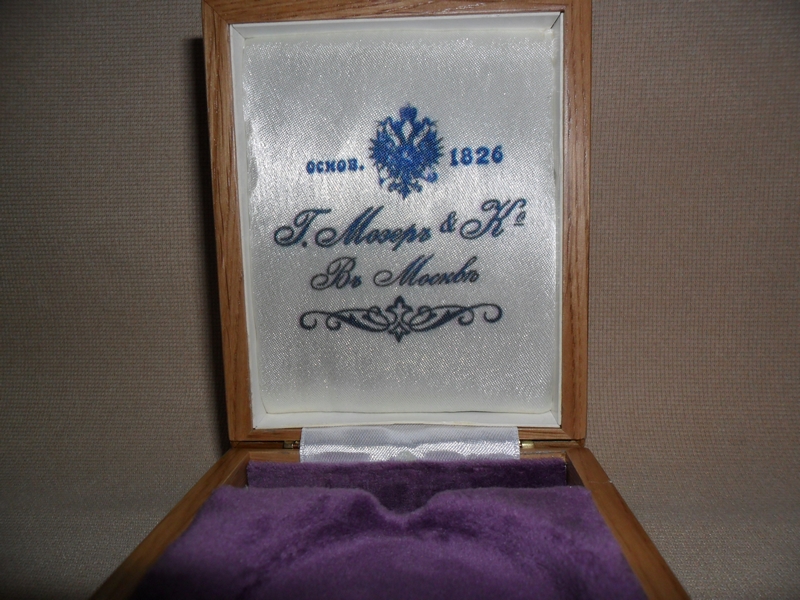 основ. 1826
Г. Мозеръ & Ко
Въ Москвѣ